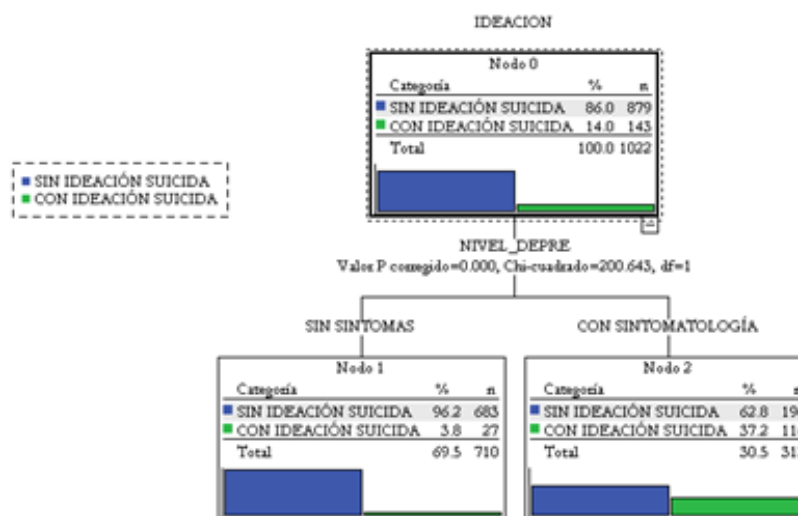 IDEACION
Nodo 0
Categoría % n
SIN IDEACIÓN SUICIDA 86.0 879
CON IDEACIÓN SUICIDA 14.0 143
Total 100.0 1022
SIN IDEACIÓN SUICIDA
CON IDEACIÓN SUICIDA
NIVEL_DEPRE
Valor P corregido=0.000, Chi-cuadrado=200.643, df=1
SIN SINTOMAS
CON SINTOMATOLOGÍA
Nodo 1
Categoría % n
SIN IDEACIÓN SUICIDA 96.2 683
CON IDEACIÓN SUICIDA 3.8 27
Total 69.5 710
Nodo 2
Categoría %
SIN IDEACIÓN SUICIDA 62.8
CON IDEACIÓN SUICIDA 37.2
Total 30.5